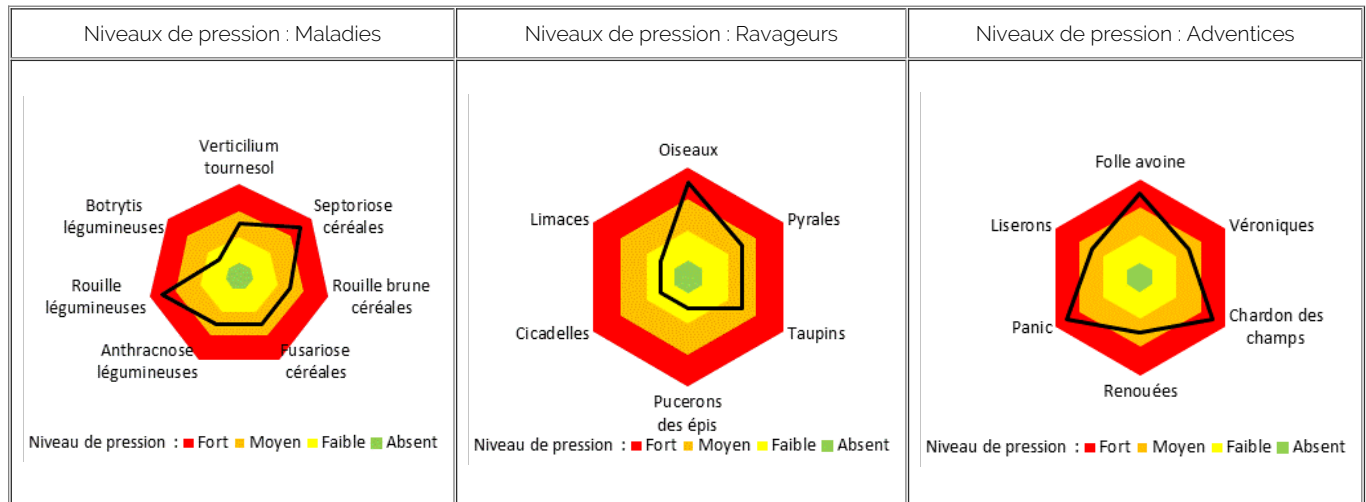 Niveaux de pression : Maladies
Niveaux de pression : Ravageurs
Niveaux de pression : Adventices
Verticilium
tournesol
Botrytis
légumineuses
Septoriose
céréales
Rouille
légumineuses
Rouille brune
céréales
Anthracnose
légumineuses
Fusariose
céréales
Niveau de pression : Fort Moyen Faible Absent
Oiseaux
Limaces
Pyrales
Cicadelles
Taupins
Pucerons
des épis
Niveau de pression : Fort Moyen Faible Absent
Folle avoine
Liserons
Véroniques
Panic
Chardon des
champs
Renouées
Niveau de pression : Fort Moyen Faible Absent